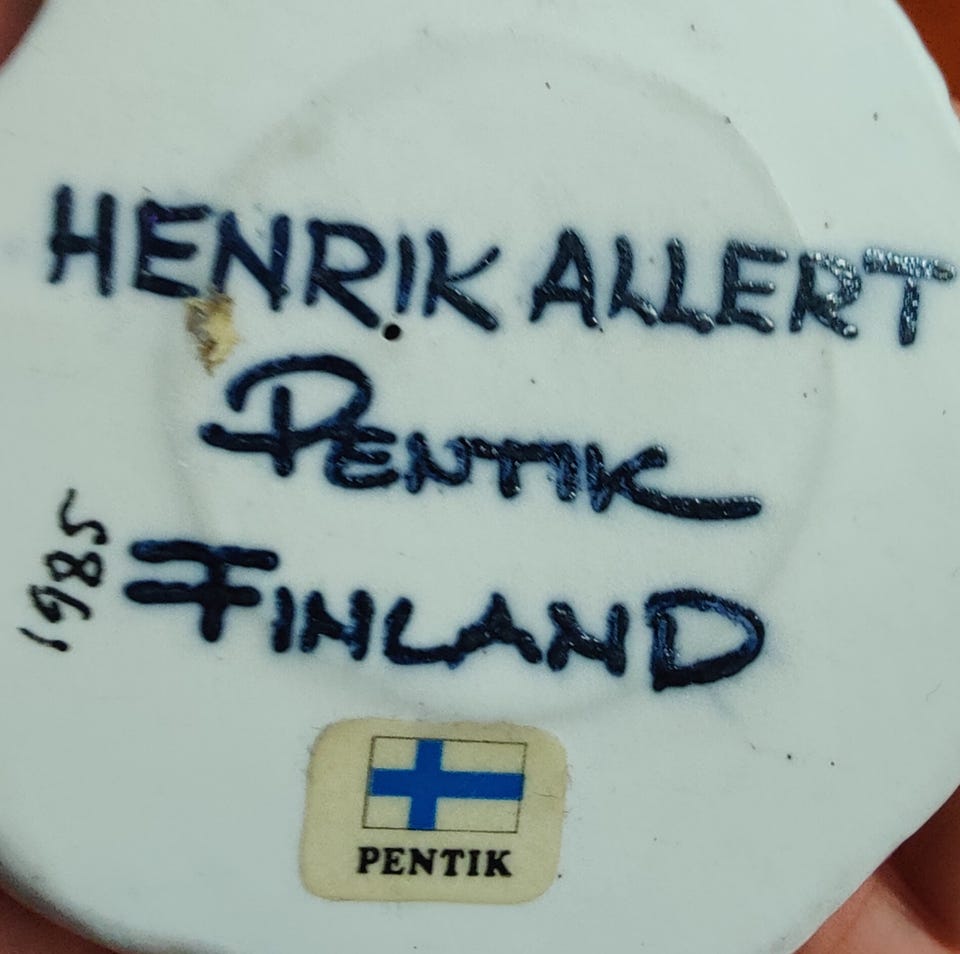 HENRIK ALLERT
PENTIK
FINLAND
1985
PENTIK